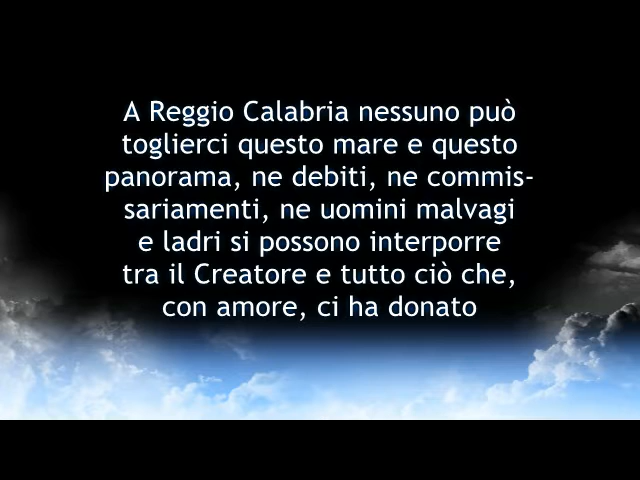 A Reggio Calabria nessuno può
toglierci questo mare e questo
panorama, ne debiti, ne commis-
sariamenti, ne uomini malvagi
e ladri si possono interporre
tra il Creatore e tutto ciò che,
con amore, ci ha donato